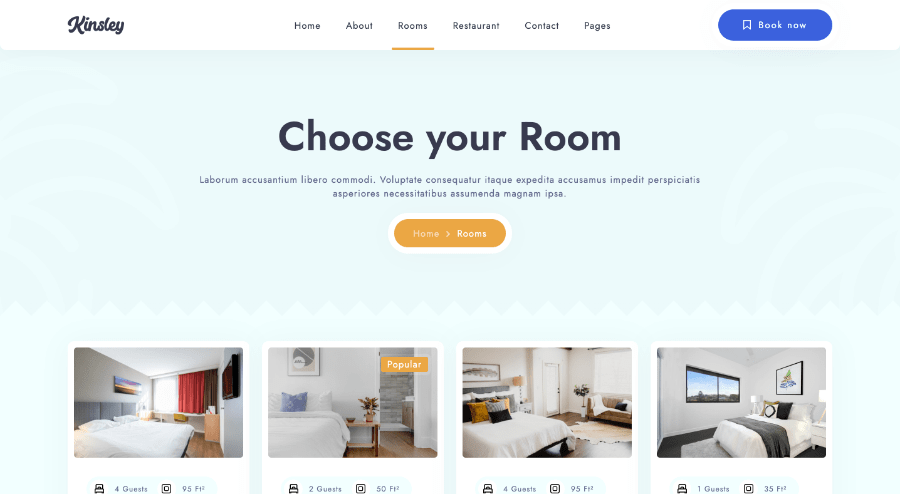 Kinsley
Home About Rooms Restaurant Contact Pages
Book now
Choose your Room
Laborum accusantium libero commodi. Voluptate consequatur itaque expedita accusamus impedit perspiciatis
asperiores necessitatibus assumenda magnam ipsa.
Home > Rooms
Popular
4 Guests 95 Ft²
2 Guests 50 Ft²
4 Guests 95 Ft²
1 Guests 35 Ft²